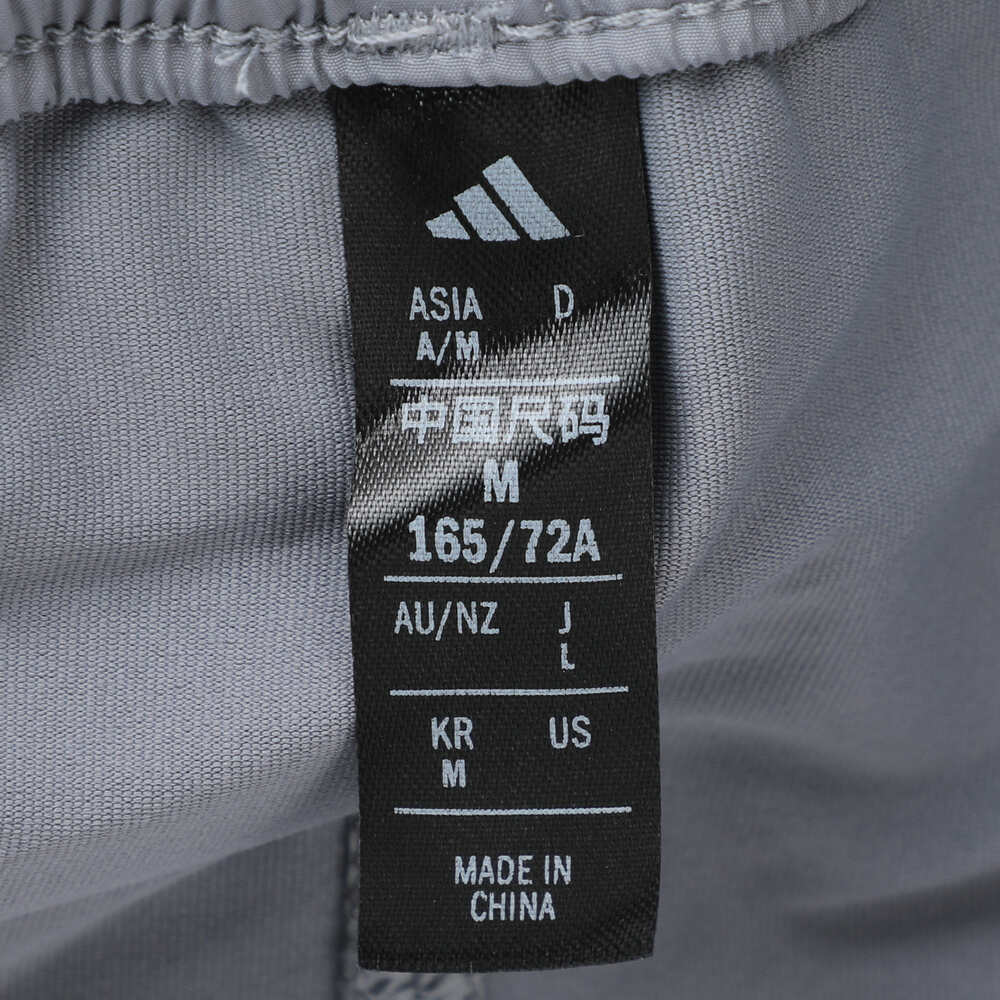 ASIA D
A/M
中国尺码
M
165/72A
AU/NZ J
L
KR US
M
MADE IN
CHINA